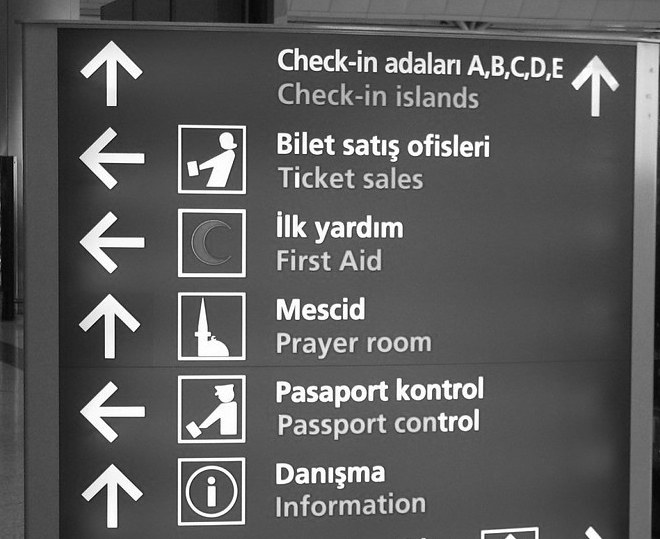 Check-in adaları A,B,C,D,E
Check-in islands
Bilet satış ofisleri
Ticket sales
İlk yardım
First Aid
Mescid
Prayer room
Pasaport kontrol
Passport control
Danışma
Information